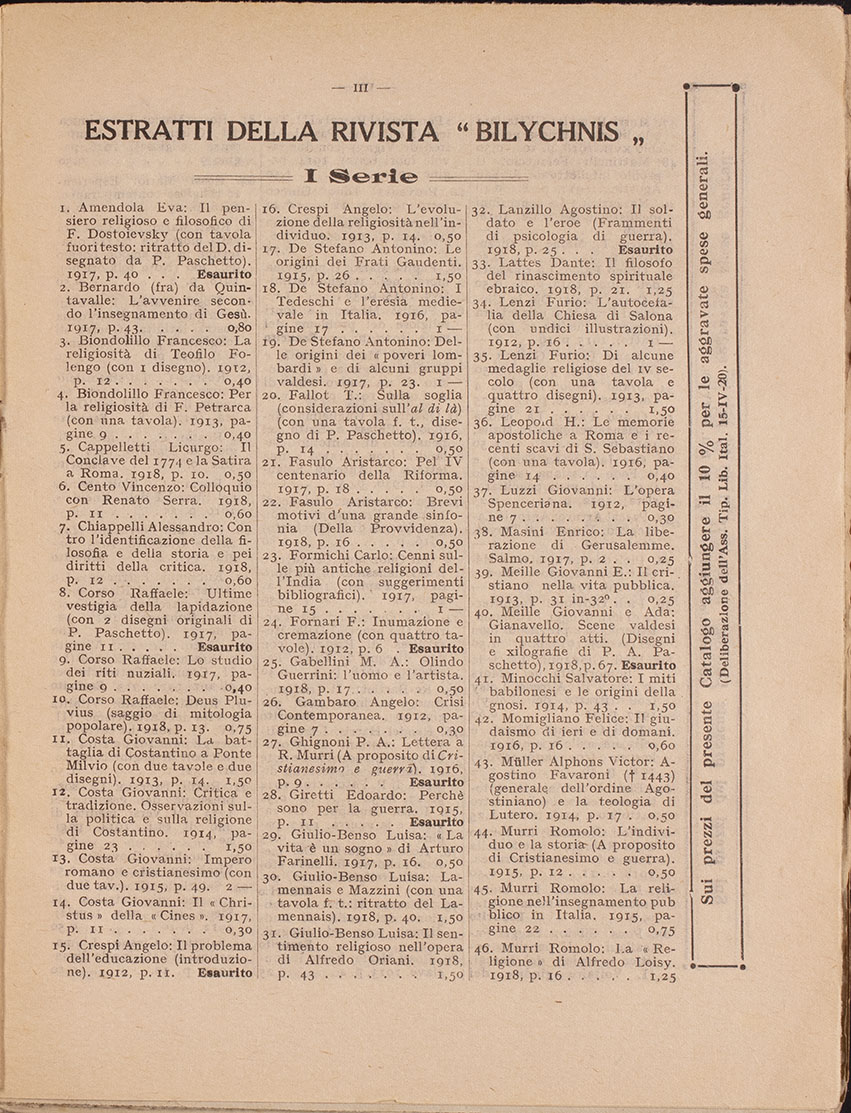 — III —
ESTRATTI DELLA RIVISTA “ BILYCHNIS „
I Serie
1. Amendola Eva: Il pen-
siero religioso e filosofico di
F. Dostoievsky (con tavola
fuori testo: ritratto del D. di-
segnato da P. Paschetto).
1917, p. 40 . . . Esaurito
2. Bernardo (fra) da Quin-
tavalle: L'avvenire secon-
do l'insegnamento di Gesù.
1917, p. 43. . . . . 0,80
3. Biondolillo Francesco: La
religiosità di Teofilo Fo-
lengo (con 1 disegno). 1912,
p. 12 . . . . . . . 0,40
4. Biondolillo Francesco: Per
la religiosità di F. Petrarca
(con una tavola). 1913, pa-
gine 9 . . . . . . . 0,40
5. Cappelletti Licurgo: Il
Conclave del 1774 e la Satira
a Roma. 1918, p. 10. 0,50
6. Cento Vincenzo: Colloquio
con Renato Serra. 1918,
p. 11 . . . . . . . 0,60
7. Chiappelli Alessandro: Con
tro l'identificazione della fi-
losofia e della storia e pei
diritti della critica. 1918,
p. 12 . . . . . . . 0,60
8. Corso Raffaele: Ultime
vestigia della lapidazione
(con 2 disegni originali di
P. Paschetto). 1917, pa-
gine 11 . . . . . Esaurito
9. Corso Raffaele: Lo studio
dei riti nuziali. 1917, pa-
gine 9 . . . . . . . 0,40
10. Corso Raffaele: Deus Plu-
vius (saggio di mitologia
popolare). 1918, p. 13. 0,75
11. Costa Giovanni: La bat-
taglia di Costantino a Ponte
Milvio (con due tavole e due
disegni). 1913, p. 14. 1,50
12. Costa Giovanni: Critica e
tradizione. Osservazioni sul-
la politica e sulla religione
di Costantino. 1914, pa-
gine 23 . . . . . . 1,50
13. Costa Giovanni: Impero
romano e cristianesimo (con
due tav.). 1915, p. 49. 2 —
14. Costa Giovanni: Il « Chri-
stus » della « Cines ». 1917,
p. 11 . . . . . . . 0,30
15. Crespi Angelo: Il problema
dell'educazione (introduzio-
ne). 1912, p. 11. Esaurito
16. Crespi Angelo: L'evolu-
zione della religiosità nell'in-
dividuo. 1913, p. 14. 0,50
17. De Stefano Antonino: Le
origini dei Frati Gaudenti.
1915, p. 26 . . . . . 1,50
18. De Stefano Antonino: I
Tedeschi e l'eresia medie-
vale in Italia. 1916, pa-
gine 17 . . . . . . 1 —
19. De Stefano Antonino: Del-
le origini dei « poveri lom-
bardi » e di alcuni gruppi
valdesi. 1917, p. 23. 1 —
20. Fallot T.: Sulla soglia
(considerazioni sull'al di là)
(con una tavola f. t., dise-
gno di P. Paschetto). 1916,
p. 14 . . . . . . . 0,50
21. Fasulo Aristarco: Pel IV
centenario della Riforma.
1917, p. 18 . . . . . 0,50
22. Fasulo Aristarco: Brevi
motivi d'una grande sinfo-
nia (Della Provvidenza).
1918, p. 16 . . . . . 0,50
23. Formichi Carlo: Cenni sul-
le più antiche religioni del-
l'India (con suggerimenti
bibliografici). 1917, pagi-
ne 15 . . . . . . . 1 —
24. Fornari F.: Inumazione e
cremazione (con quattro ta-
vole). 1912, p. 6 . Esaurito
25. Gabellini M. A.: Olindo
Guerrini: l'uomo e l'artista.
1918, p. 17 . . . . . 0,50
26. Gambaro Angelo: Crisi
Contemporanea. 1912, pa-
gine 7 . . . . . . . 0,30
27. Ghignoni P. A.: Lettera a
R. Murri (A proposito di Cri-
stianesimo e guerra). 1916,
p. 9 . . . . . . Esaurito
28. Giretti Edoardo: Perchè
sono per la guerra. 1915,
p. 11 . . . . . Esaurito
29. Giulio-Benso Luisa: « La
vita è un sogno » di Arturo
Farinelli. 1917, p. 16. 0,50
30. Giulio-Benso Luisa: La-
mennais e Mazzini (con una
tavola f. t.: ritratto del La-
mennais). 1918, p. 40. 1,50
31. Giulio-Benso Luisa: Il sen-
timento religioso nell'opera
di Alfredo Oriani. 1918,
p. 43 . . . . . . . 1,50
32. Lanzillo Agostino: Il sol-
dato e l'eroe (Frammenti
di psicologia di guerra).
1918, p. 25 . . . Esaurito
33. Lattes Dante: Il filosofo
del rinascimento spirituale
ebraico. 1918, p. 21. 1,25
34. Lenzi Furio: L'autocefa-
lia della Chiesa di Salona
(con undici illustrazioni).
1912, p. 16 . . . . . 1 —
35. Lenzi Furio: Di alcune
medaglie religiose del IV se-
colo (con una tavola e
quattro disegni). 1913, pa-
gine 21 . . . . . . 1,50
36. Leopold H.: Le memorie
apostoliche a Roma e i re-
centi scavi di S. Sebastiano
(con una tavola). 1916, pa-
gine 14 . . . . . . 0,40
37. Luzzi Giovanni: L'opera
Spenceriana. 1912, pagi-
ne 7 . . . . . . . . 0,30
38. Masini Enrico: La libe-
razione di Gerusalemme.
Salmo, 1917, p. 2 . . 0,25
39. Meille Giovanni E.: Il cri-
stiano nella vita pubblica.
1913, p. 31 in-32º. . 0,25
40. Meille Giovanni e Ada:
Gianavello. Scene valdesi
in quattro atti. (Disegni
e xilografie di P. A. Pa-
schetto), 1918, p. 67. Esaurito
41. Minocchi Salvatore: I miti
babilonesi e le origini della
gnosi. 1914, p. 43 . . 1,50
42. Momigliano Felice: Il giu-
daismo di ieri e di domani.
1916, p. 16 . . . . . 0,60
43. Müller Alphons Victor: A-
gostino Favaroni († 1443)
(generale dell'ordine Ago-
stiniano) e la teologia di
Lutero. 1914, p. 17 . 0,50
44. Murri Romolo: L'indivi-
duo e la storia (A proposito
di Cristianesimo e guerra).
1915, p. 12 . . . . . 0,50
45. Murri Romolo: La reli-
gione nell'insegnamento pub
blico in Italia. 1915, pa-
gine 22 . . . . . . 0,75
46. Murri Romolo: La « Re-
ligione » di Alfredo Loisy.
1918, p. 16 . . . . . 1,25
Sui prezzi del presente Catalogo aggiungere il 10 % per le aggravate spese generali.
(Deliberazione dell'Ass. Tip. Lib. Ital. 15-IV-20).